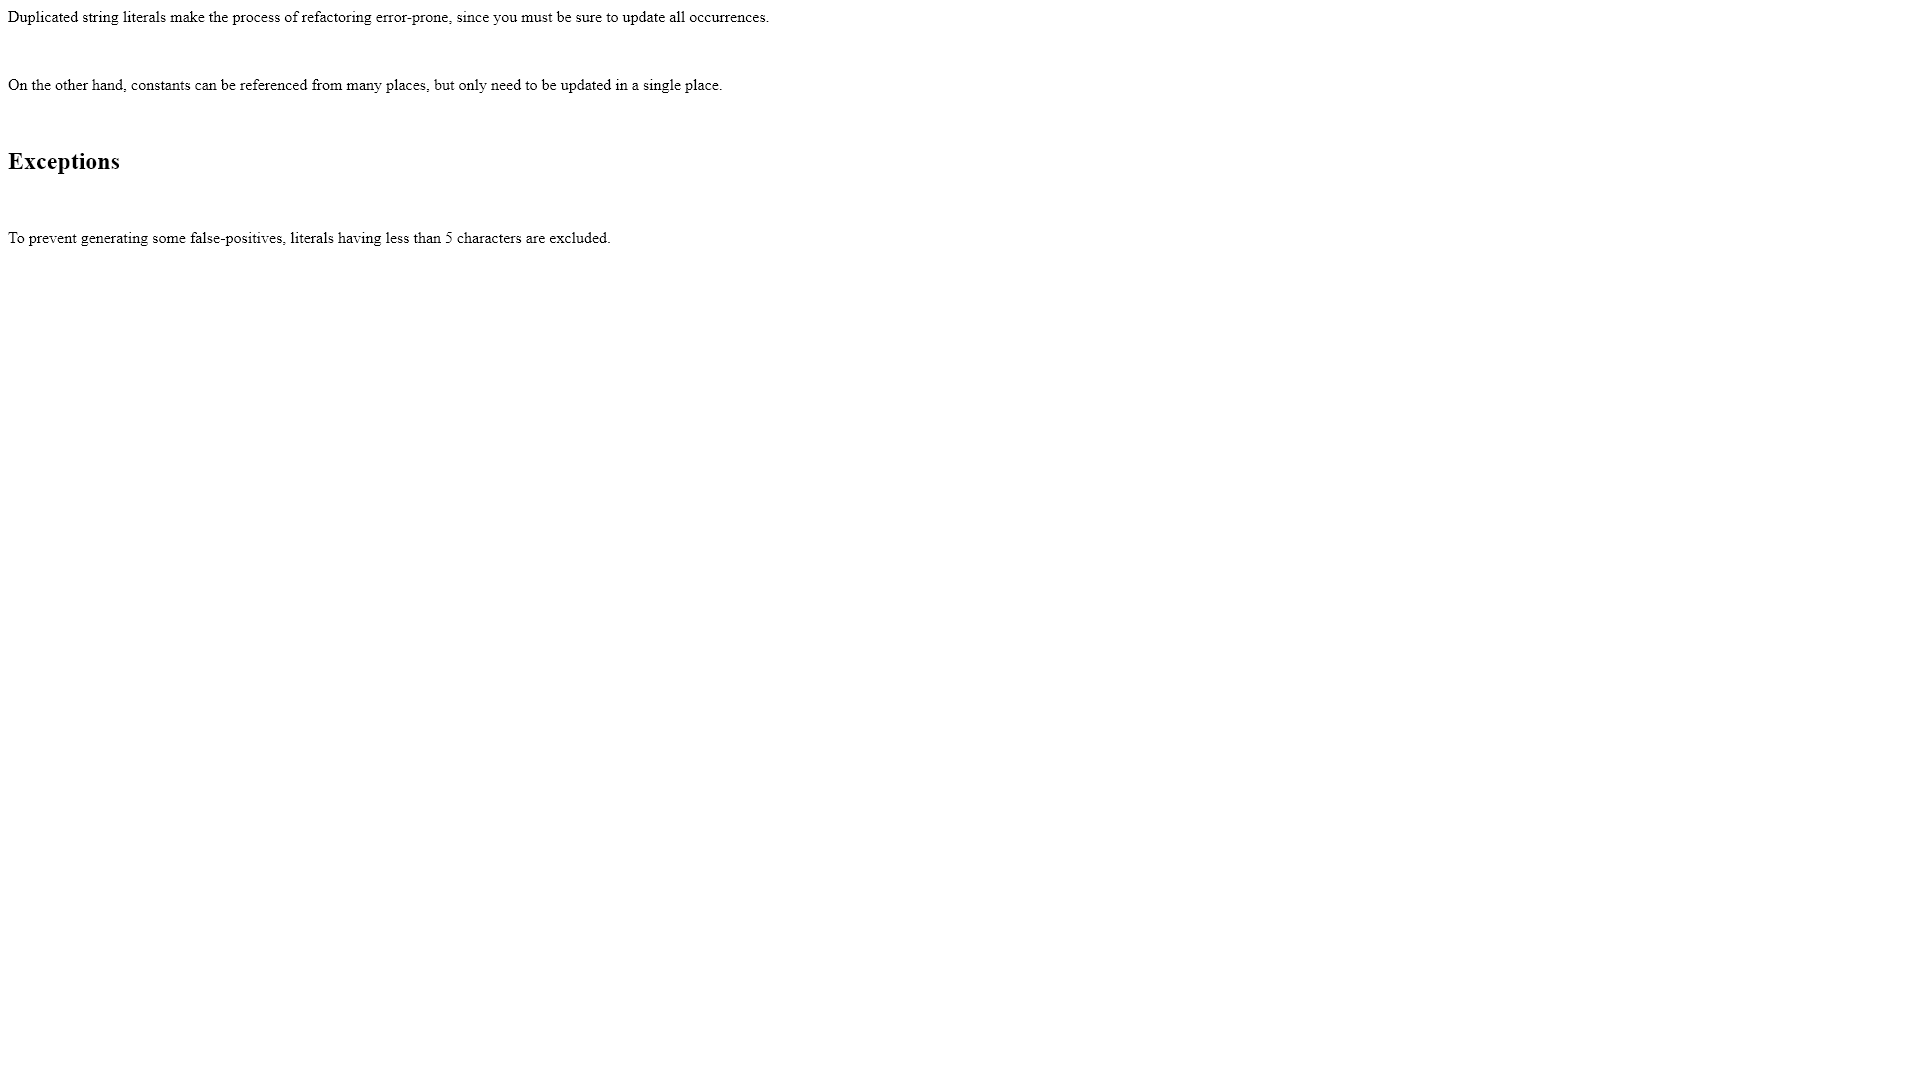 Duplicated string literals make the process of refactoring error-prone, since you must be sure to update all occurrences.
On the other hand, constants can be referenced from many places, but only need to be updated in a single place.
Exceptions
To prevent generating some false-positives, literals having less than 5 characters are excluded.